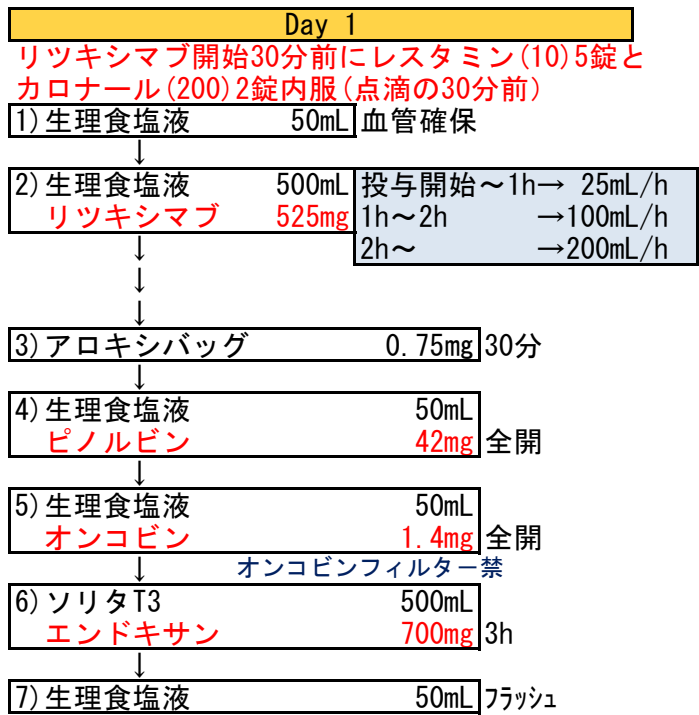 Day 1
リツキシマブ開始30分前にレスタミン(10)5錠と
カロナール(200)2錠内服(点滴の30分前)
1)生理食塩液 50mL 血管確保
↓
2)生理食塩液 500mL 投与開始～1h→ 25mL/h
リツキシマブ 525mg 1h～2h →100mL/h
↓ 2h～ →200mL/h
↓
↓
3)アロキシバッグ 0.75mg 30分
↓
4)生理食塩液 50mL
ピノルビン 42mg 全開
↓
5)生理食塩液 50mL
オンコビン 1.4mg 全開
↓ オンコビンフィルター禁
6)ソリタT3 500mL
エンドキサン 700mg 3h
↓
7)生理食塩液 50mL ﾌﾗｯｼｭ